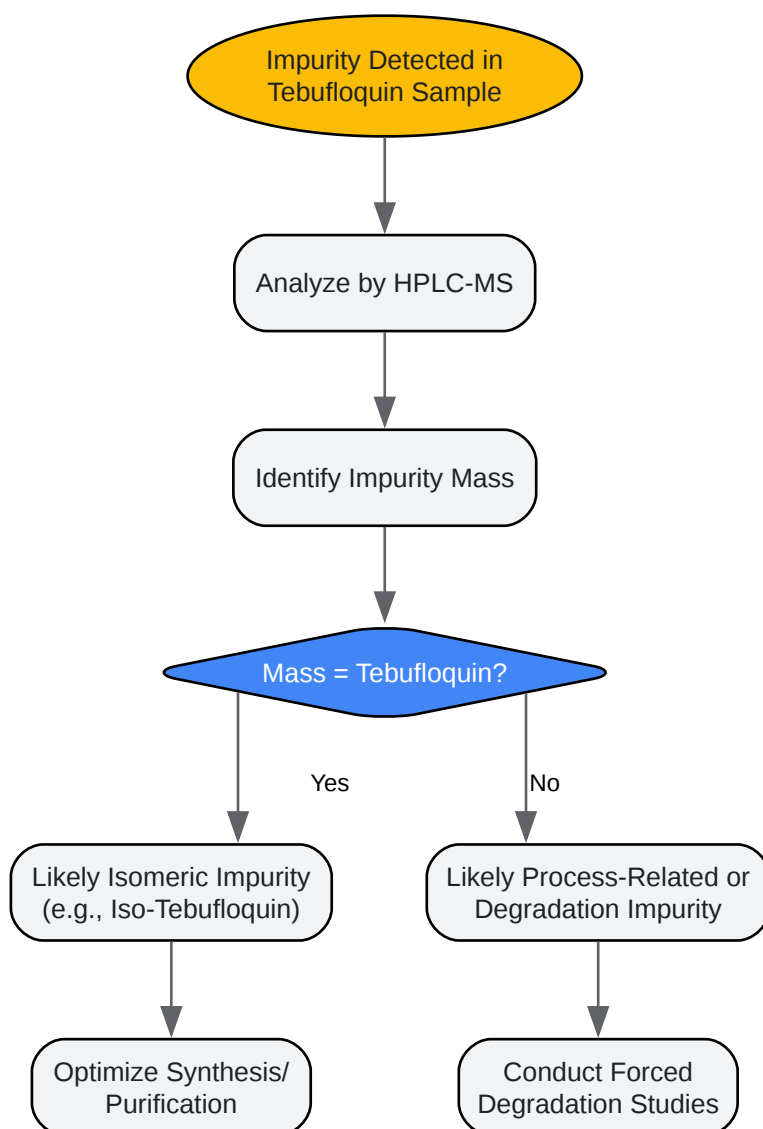 Impurity Detected in
Tebufloquin Sample
Analyze by HPLC-MS
Identify Impurity Mass
Mass = Tebufloquin?
Yes
No
Likely Isomeric Impurity
(e.g., Iso-Tebufloquin)
Likely Process-Related or
Degradation Impurity
Optimize Synthesis/
Purification
Conduct Forced
Degradation Studies